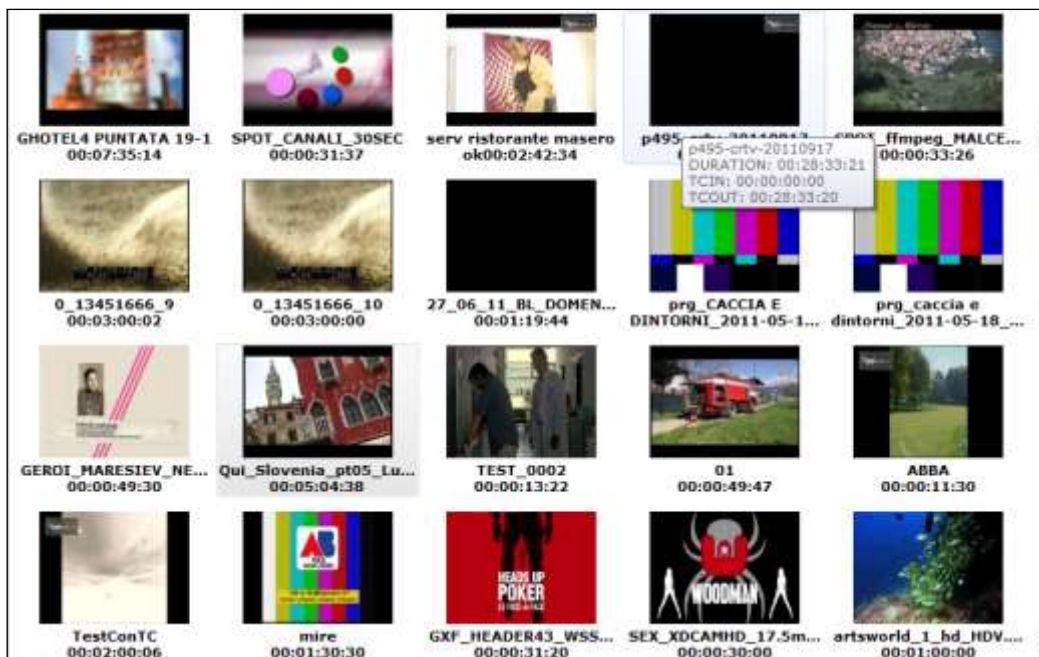 GHOTEL4 PUNTATA 19-1
00:07:35:14
SPOT_CANALI_30SEC
00:00:31:37
serv ristorante masero
ok00:02:42:34
p495-crtv-20110917
SPOT_ffmpeg_MALCE...
00:00:33:26
p495-crtv-20110917
DURATION: 00:28:33:21
TCIN: 00:00:00:00
TCOUT: 00:28:33:20
0_13451666_9
00:03:00:02
0_13451666_10
00:03:00:00
27_06_11_BL_DOMEN...
00:01:19:44
prg_CACCIA E
DINTORNI_2011-05-1...
prg_caccia e
dintorni_2011-05-18_...
GEROI_MARESIEV_NE...
00:00:49:30
Qui_Slovenia_pt05_Lu...
00:05:04:38
TEST_0002
00:00:13:22
01
00:00:49:47
ABBA
00:00:11:30
TestConTC
00:02:00:06
AB
mire
00:01:30:30
HEADS UP
POKER
GXF_HEADER43_WSS...
00:00:31:20
WOODMAN
SEX_XDCAMHD_17.5m...
00:00:30:00
artsworld_1_hd_HDV....
00:01:00:00